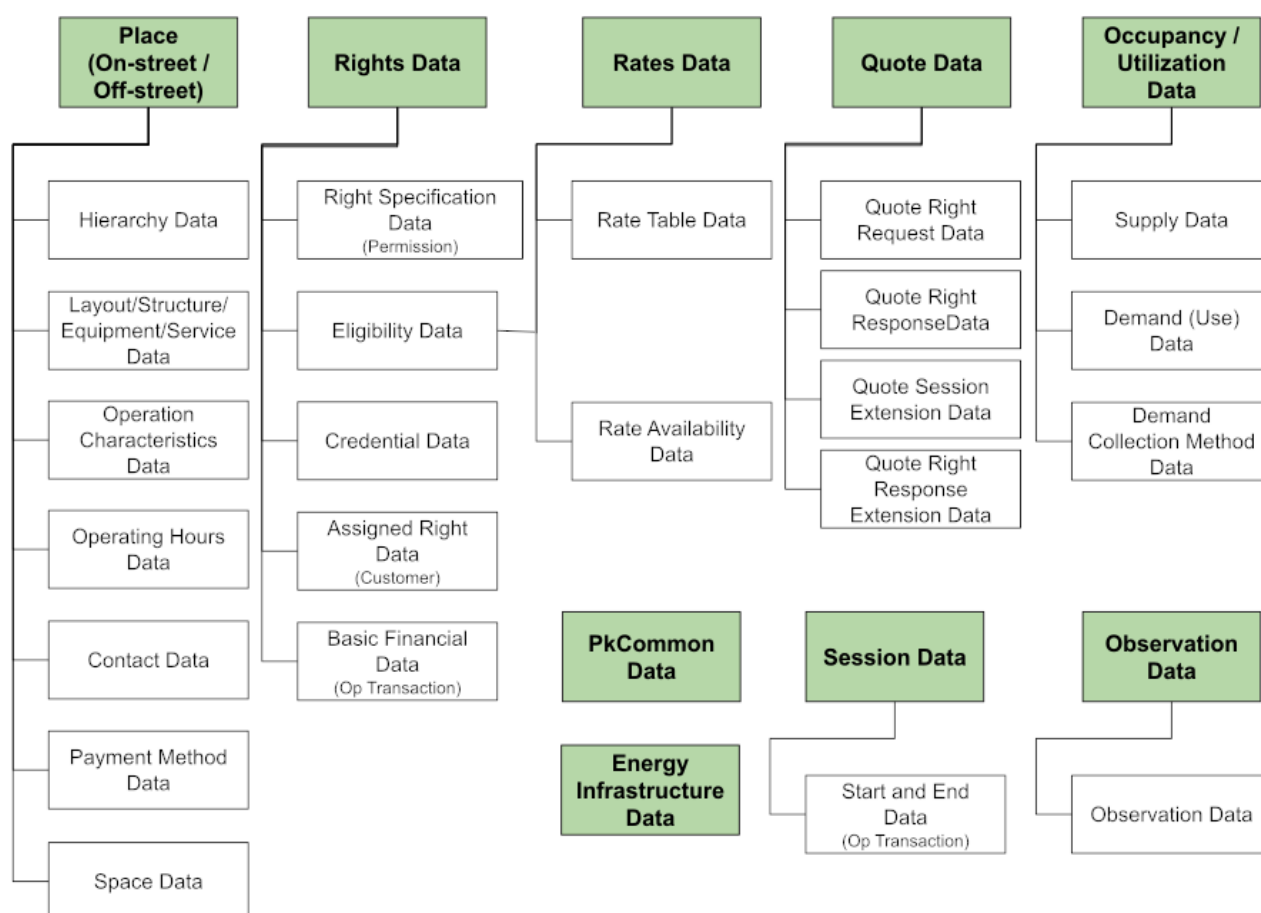 Place
(On-street /
Off-street)
Hierarchy Data
Layout/Structure/
Equipment/Service
Data
Operation
Characteristics
Data
Operating Hours
Data
Contact Data
Payment Method
Data
Space Data
Rights Data
Right Specification
Data
(Permission)
Eligibility Data
Credential Data
Assigned Right
Data
(Customer)
Basic Financial
Data
(Op Transaction)
Rates Data
Rate Table Data
Rate Availability
Data
Quote Data
Quote Right
Request Data
Quote Right
ResponseData
Quote Session
Extension Data
Quote Right
Response
Extension Data
Occupancy /
Utilization
Data
Supply Data
Demand (Use)
Data
Demand
Collection Method
Data
PkCommon
Data
Energy
Infrastructure
Data
Session Data
Start and End
Data
(Op Transaction)
Observation
Data
Observation Data